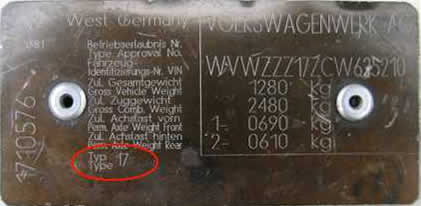 West Germany VOLKSWAGENWERK AG
Betriebserlaubnis Nr.
Type Approval No.
Fahrzeug-
Identifizierungs-Nr. VIN
Zul. Gesamtgewicht 1280 kg
Gross Vehicle Weight
Zul. Zuggewicht 2480 kg
Gross Comb. Weight
Zul. Achslast vorn 1- 0690 kg
Perm. Axle Weight Front
Zul. Achslast hinten 2- 0610 kg
Perm. Axle Weight Rear
Typ 17
Type
1710576